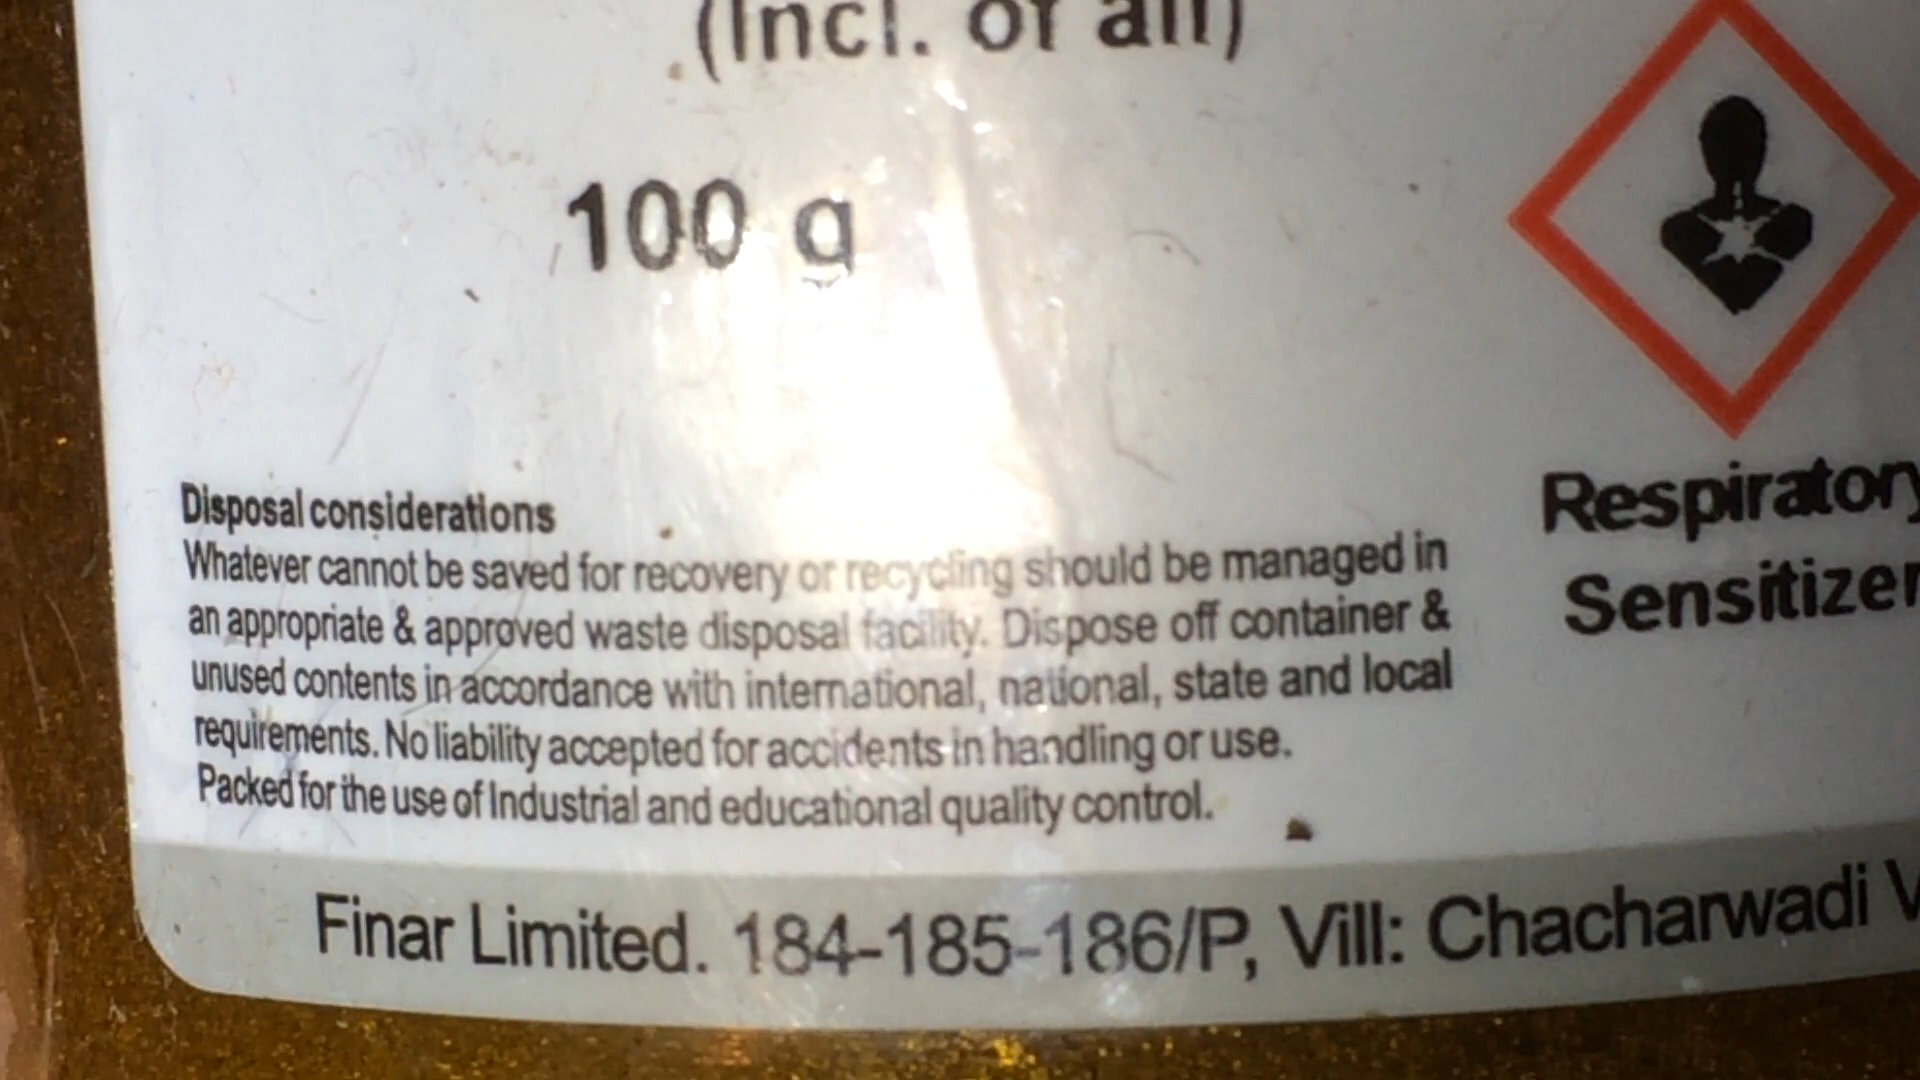 (Incl. of all)
100 g
Disposal considerations
Whatever cannot be saved for recovery or recycling should be managed in
an appropriate & approved waste disposal facility. Dispose off container &
unused contents in accordance with international, national, state and local
requirements. No liability accepted for accidents in handling or use.
Packed for the use of Industrial and educational quality control.
Respiratory
Sensitizer
Finar Limited. 184-185-186/P, Vill: Chacharwadi V